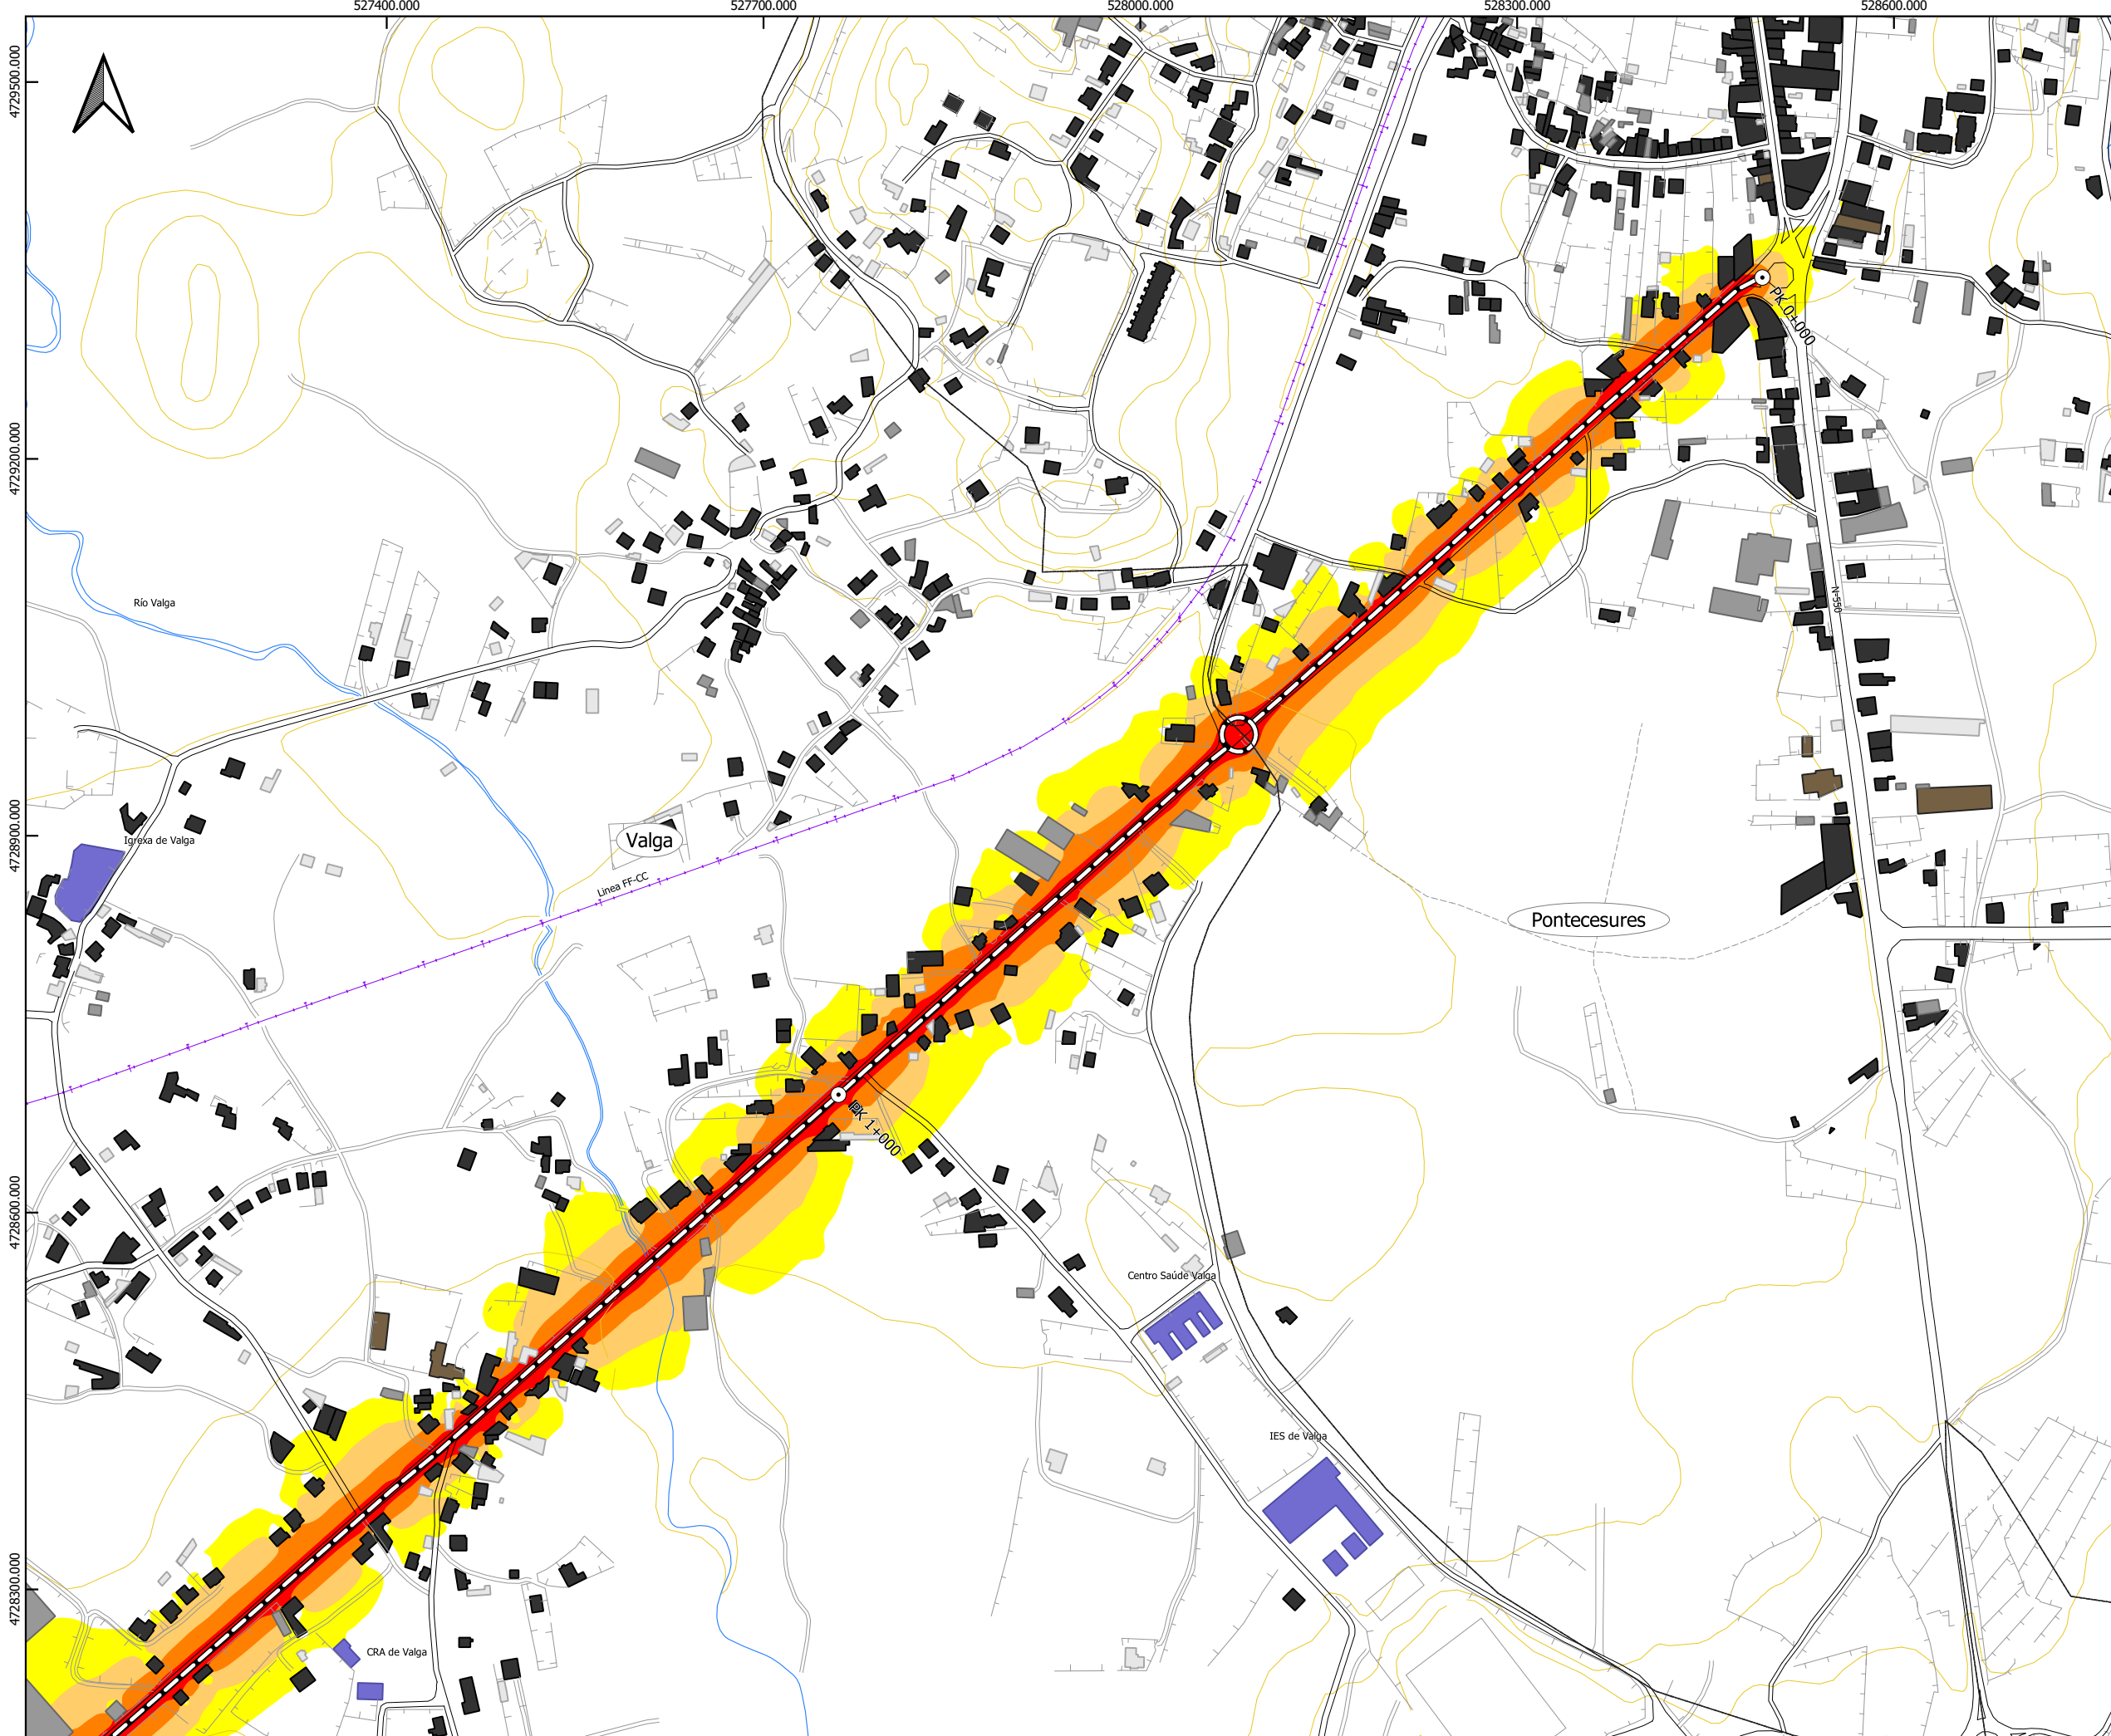 527400.000
527700.000
528000.000
528300.000
528600.000
4729500.000
PK 0+000
4729200.000
N-550
Río Valga
4728900.000
Igrexa de Valga
Valga
Linea FF-CC
Pontecesures
PK 1+000
4728600.000
Centro Saúde Valga
IES de Valga
4728300.000
CRA de Valga